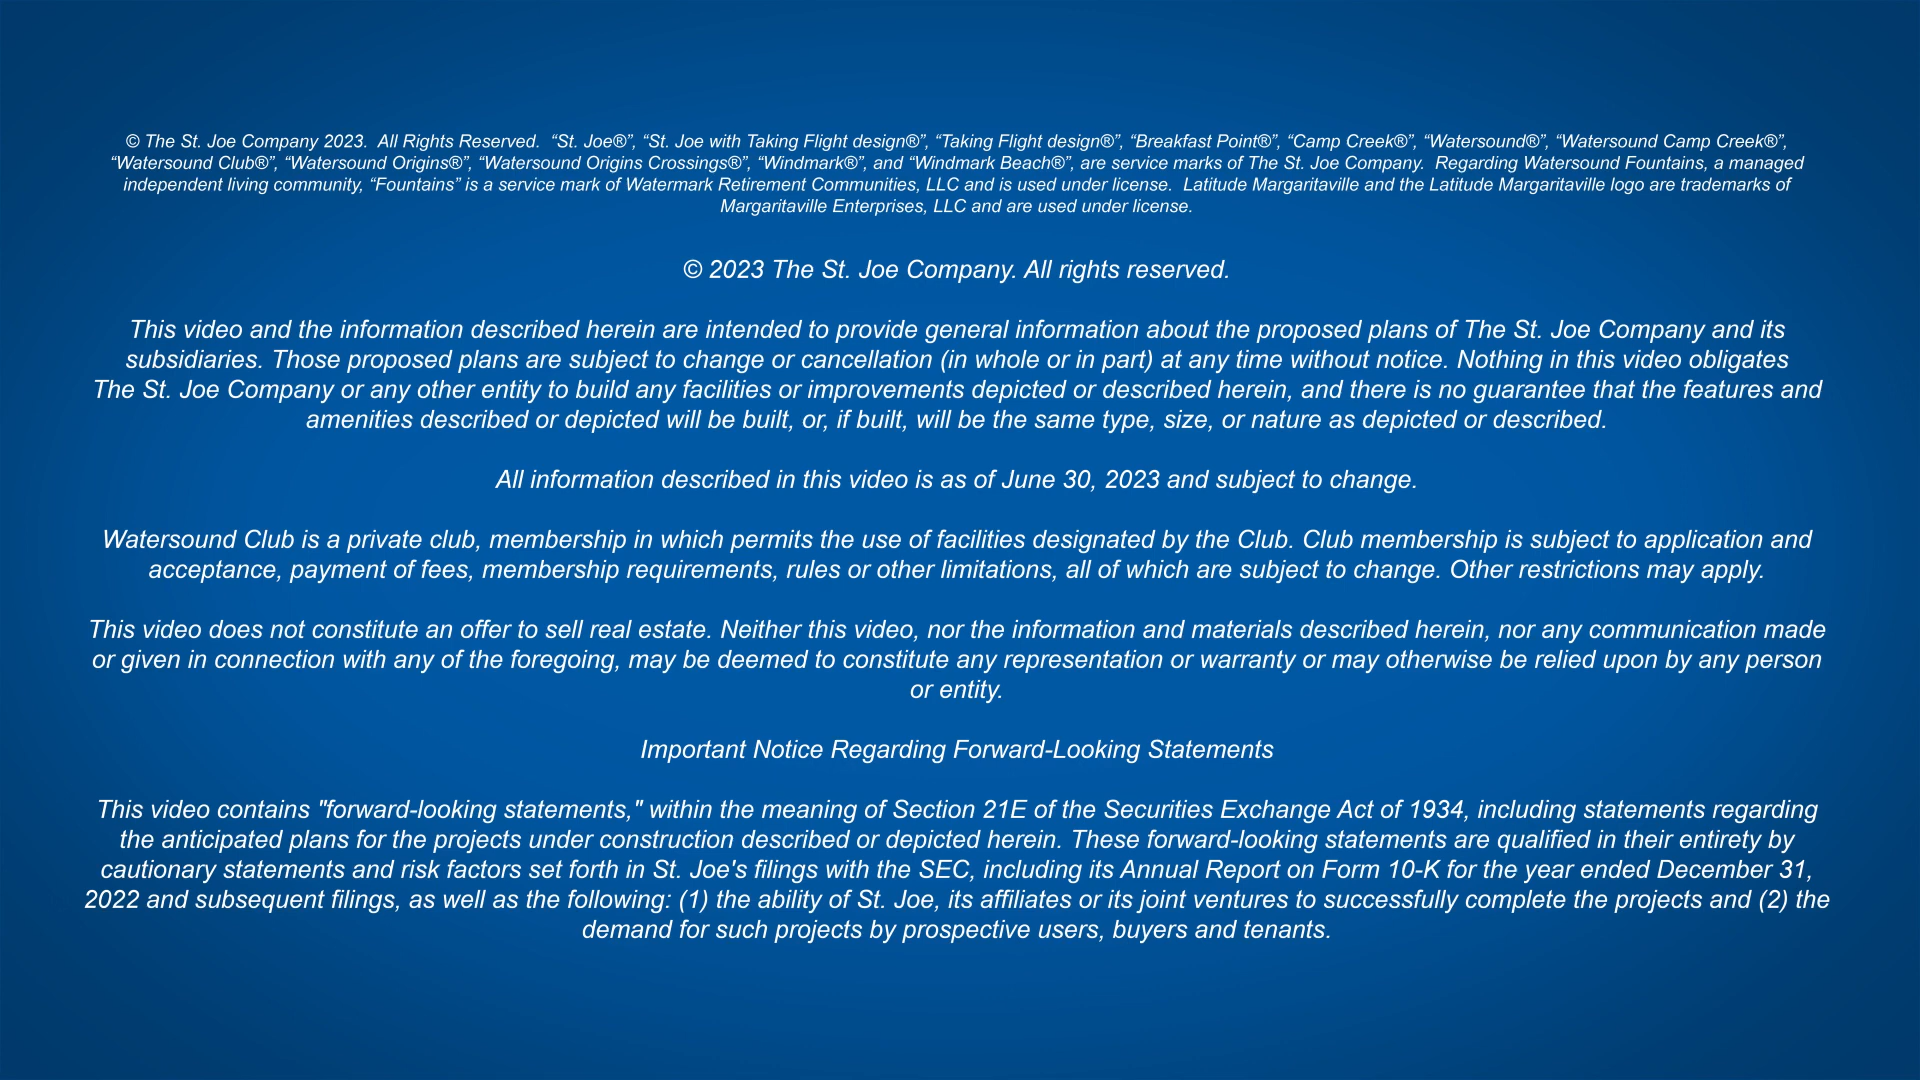 © The St. Joe Company 2023.  All Rights Reserved.  “St. Joe®”, “St. Joe with Taking Flight design®”, “Taking Flight design®”, “Breakfast Point®”, “Camp Creek®”, “Watersound®”, “Watersound Camp Creek®”,
“Watersound Club®”, “Watersound Origins®”, “Watersound Origins Crossings®”, “Windmark®”, and “Windmark Beach®”, are service marks of The St. Joe Company.  Regarding Watersound Fountains, a managed
independent living community, “Fountains” is a service mark of Watermark Retirement Communities, LLC and is used under license.  Latitude Margaritaville and the Latitude Margaritaville logo are trademarks of
Margaritaville Enterprises, LLC and are used under license.
© 2023 The St. Joe Company. All rights reserved.
This video and the information described herein are intended to provide general information about the proposed plans of The St. Joe Company and its
subsidiaries. Those proposed plans are subject to change or cancellation (in whole or in part) at any time without notice. Nothing in this video obligates
The St. Joe Company or any other entity to build any facilities or improvements depicted or described herein, and there is no guarantee that the features and
amenities described or depicted will be built, or, if built, will be the same type, size, or nature as depicted or described.
All information described in this video is as of June 30, 2023 and subject to change.
Watersound Club is a private club, membership in which permits the use of facilities designated by the Club. Club membership is subject to application and
acceptance, payment of fees, membership requirements, rules or other limitations, all of which are subject to change. Other restrictions may apply.
This video does not constitute an offer to sell real estate. Neither this video, nor the information and materials described herein, nor any communication made
or given in connection with any of the foregoing, may be deemed to constitute any representation or warranty or may otherwise be relied upon by any person
or entity.
Important Notice Regarding Forward-Looking Statements
This video contains "forward-looking statements," within the meaning of Section 21E of the Securities Exchange Act of 1934, including statements regarding
the anticipated plans for the projects under construction described or depicted herein. These forward-looking statements are qualified in their entirety by
cautionary statements and risk factors set forth in St. Joe's filings with the SEC, including its Annual Report on Form 10-K for the year ended December 31,
2022 and subsequent filings, as well as the following: (1) the ability of St. Joe, its affiliates or its joint ventures to successfully complete the projects and (2) the
demand for such projects by prospective users, buyers and tenants.